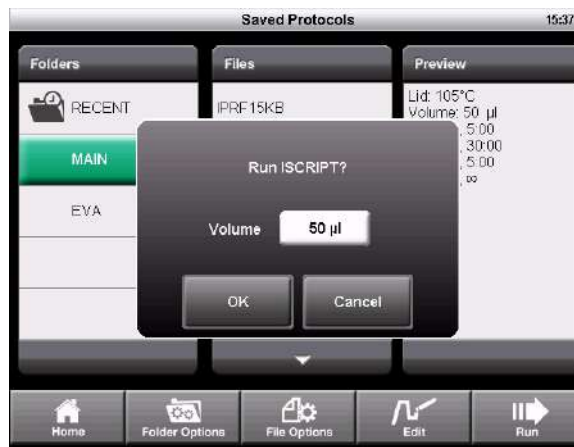 Saved Protocols 15:37
Folders
Files
Preview
RECENT
MAIN
EVA
IPRF15KB
Lid: 105°C
Volume: 50 µl
, 5:00
, 30:00
, 5:00
, ∞
Run ISCRIPT?
Volume 50 µl
OK
Cancel
Home
Folder Options
File Options
Edit
Run